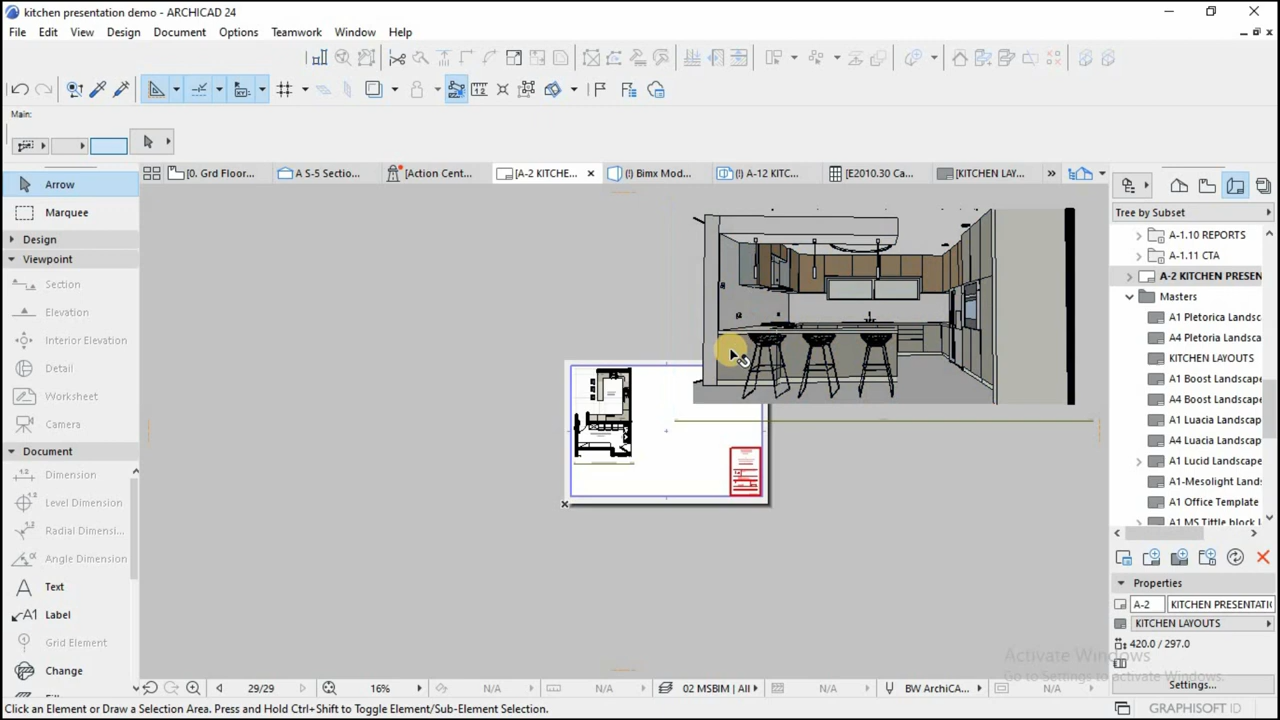 kitchen presentation demo - ARCHICAD 24
File Edit View Design Document Options Teamwork Window Help
Main:
[0. Grd Floor...
A S-5 Sectio...
[Action Cent...
[A-2 KITCHE...
(!) Bimx Mod...
(!) A-12 KITC...
[E2010.30 Ca...
[KITCHEN LAY...
Arrow
Marquee
Design
Viewpoint
Section
Elevation
Interior Elevation
Detail
Worksheet
Camera
Document
Dimension
Level Dimension
Radial Dimensi...
Angle Dimension
Text
A1 Label
Grid Element
Change
Tree by Subset
A-1.10 REPORTS
A-1.11 CTA
A-2 KITCHEN PRESEN
Masters
A1 Pletorica Landsc
A4 Pletoria Landsca
KITCHEN LAYOUTS
A1 Boost Landscape
A4 Boost Landscape
A1 Luacia Landscap
A4 Luacia Landscap
A1 Lucid Landscape
A1-Mesolight Lands
A1 Office Template
A1 MS Tittle block L
Properties
A-2 KITCHEN PRESENTATIO
KITCHEN LAYOUTS
420.0 / 297.0
Activate Windows
Go to Settings to activate Windows.
Settings...
29/29 16% N/A N/A 02 MSBIM | All N/A BW ArchiCA... N/A
Click an Element or Draw a Selection Area. Press and Hold Ctrl+Shift to Toggle Element/Sub-Element Selection.
GRAPHISOFT ID